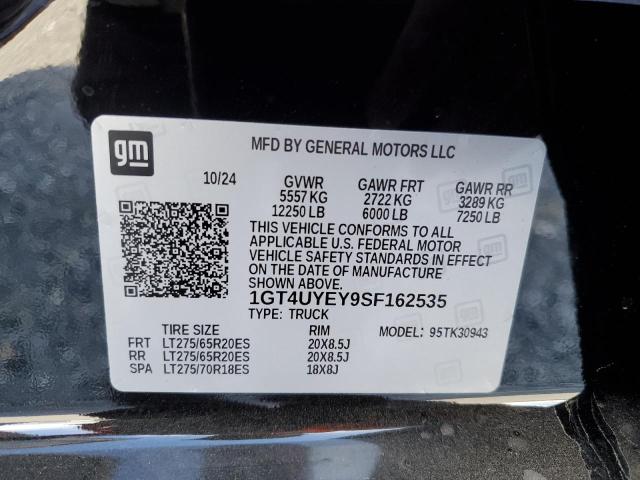 gm
MFD BY GENERAL MOTORS LLC
10/24 GVWR GAWR FRT GAWR RR
5557 KG 2722 KG 3289 KG
12250 LB 6000 LB 7250 LB
THIS VEHICLE CONFORMS TO ALL
APPLICABLE U.S. FEDERAL MOTOR
VEHICLE SAFETY STANDARDS IN EFFECT
ON THE DATE OF MANUFACTURE
SHOWN ABOVE.
1GT4UYEY9SF162535
TYPE: TRUCK
TIRE SIZE RIM MODEL: 95TK30943
FRT LT275/65R20ES 20X8.5J
RR LT275/65R20ES 20X8.5J
SPA LT275/70R18ES 18X8J